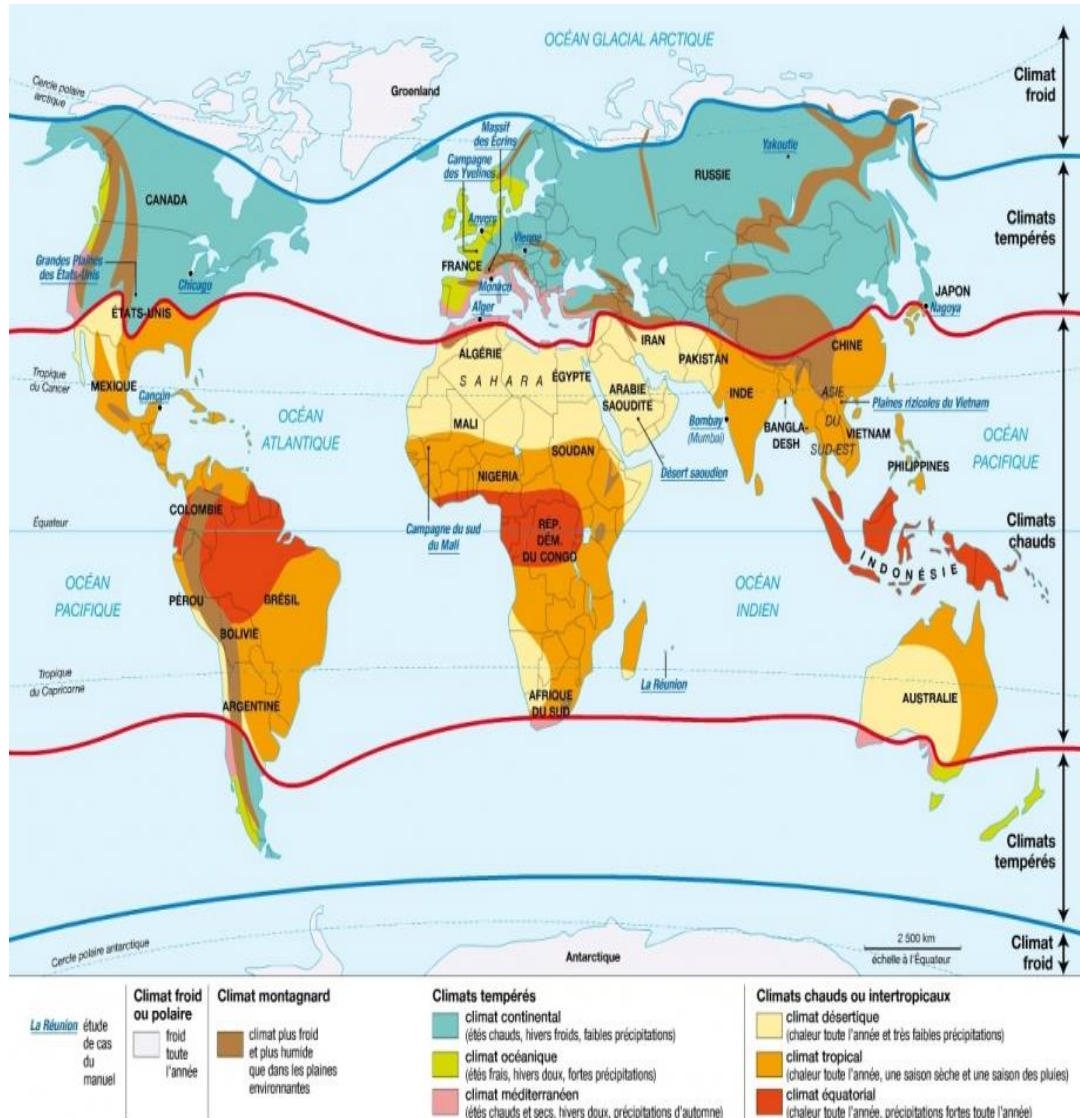 OCÉAN GLACIAL ARCTIQUE
Cercle polaire
arctique
Groenland
Climat
froid
Massif
des Écrins
Campagne
des Yvelines
Yakoutie
RUSSIE
CANADA
Climats
tempérés
Anvers
Vienne
Grandes Plaines
des États-Unis
FRANCE
Chicago
Monaco
JAPON
Nagoya
ÉTATS-UNIS
Alger
IRAN
CHINE
ALGÉRIE
PAKISTAN
Tropique
du Cancer
MEXIQUE
SAHARA
ÉGYPTE
ARABIE
SAOUDITE
INDE
ASIE
DU
SUD-EST
Plaines rizicoles du Vietnam
Cancún
OCÉAN
ATLANTIQUE
MALI
Bombay
(Mumbai)
BANGLA-
DESH
VIETNAM
OCÉAN
PACIFIQUE
SOUDAN
Désert saoudien
PHILIPPINES
NIGERIA
COLOMBIE
Équateur
Campagne du sud
du Mali
RÉP.
DÉM.
DU CONGO
Climats
chauds
INDONÉSIE
OCÉAN
PACIFIQUE
PÉROU
GRÉSIL
OCÉAN
INDIEN
BOLIVIE
Tropique
du Capricorne
La Réunion
ARGENTINE
AFRIQUE
DU SUD
AUSTRALIE
Climats
tempérés
Cercle polaire antarctique
Antarctique
2 500 km
échelle à l'Équateur
Climat
froid
La Réunion étude
de cas
du
manuel
Climat froid
ou polaire
froid
toute
l'année
Climat montagnard
climat plus froid
et plus humide
que dans les plaines
environnantes
Climats tempérés
climat continental
(étés chauds, hivers froids, faibles précipitations)
climat océanique
(étés frais, hivers doux, fortes précipitations)
climat méditerranéen
(étés chauds et secs, hivers doux, précipitations d'automne)
Climats chauds ou intertropicaux
climat désertique
(chaleur toute l'année et très faibles précipitations)
climat tropical
(chaleur toute l'année, une saison sèche et une saison des pluies)
climat équatorial
(chaleur toute l'année, précipitations fortes toute l'année)